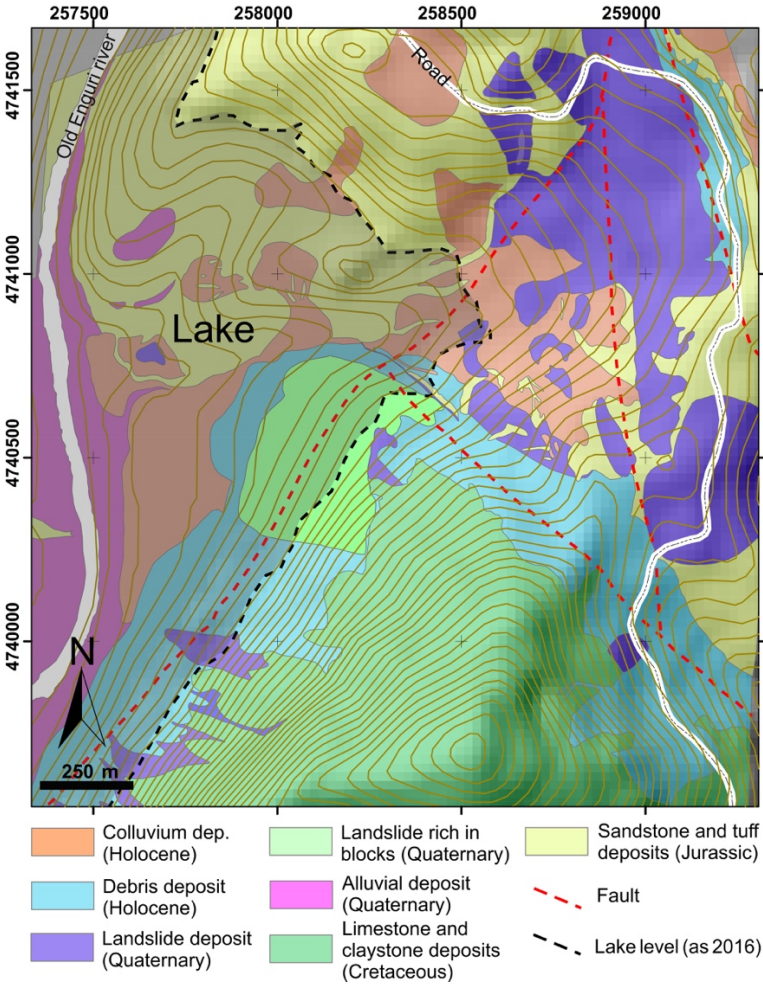 257500 258000 258500 259000
4741500
4741000
4740500
4740000
Old Enguri river
Road
Lake
N
250 m
Colluvium dep.
(Holocene)
Debris deposit
(Holocene)
Landslide deposit
(Quaternary)
Landslide rich in
blocks (Quaternary)
Alluvial deposit
(Quaternary)
Limestone and
claystone deposits
(Cretaceous)
Sandstone and tuff
deposits (Jurassic)
Fault
Lake level (as 2016)